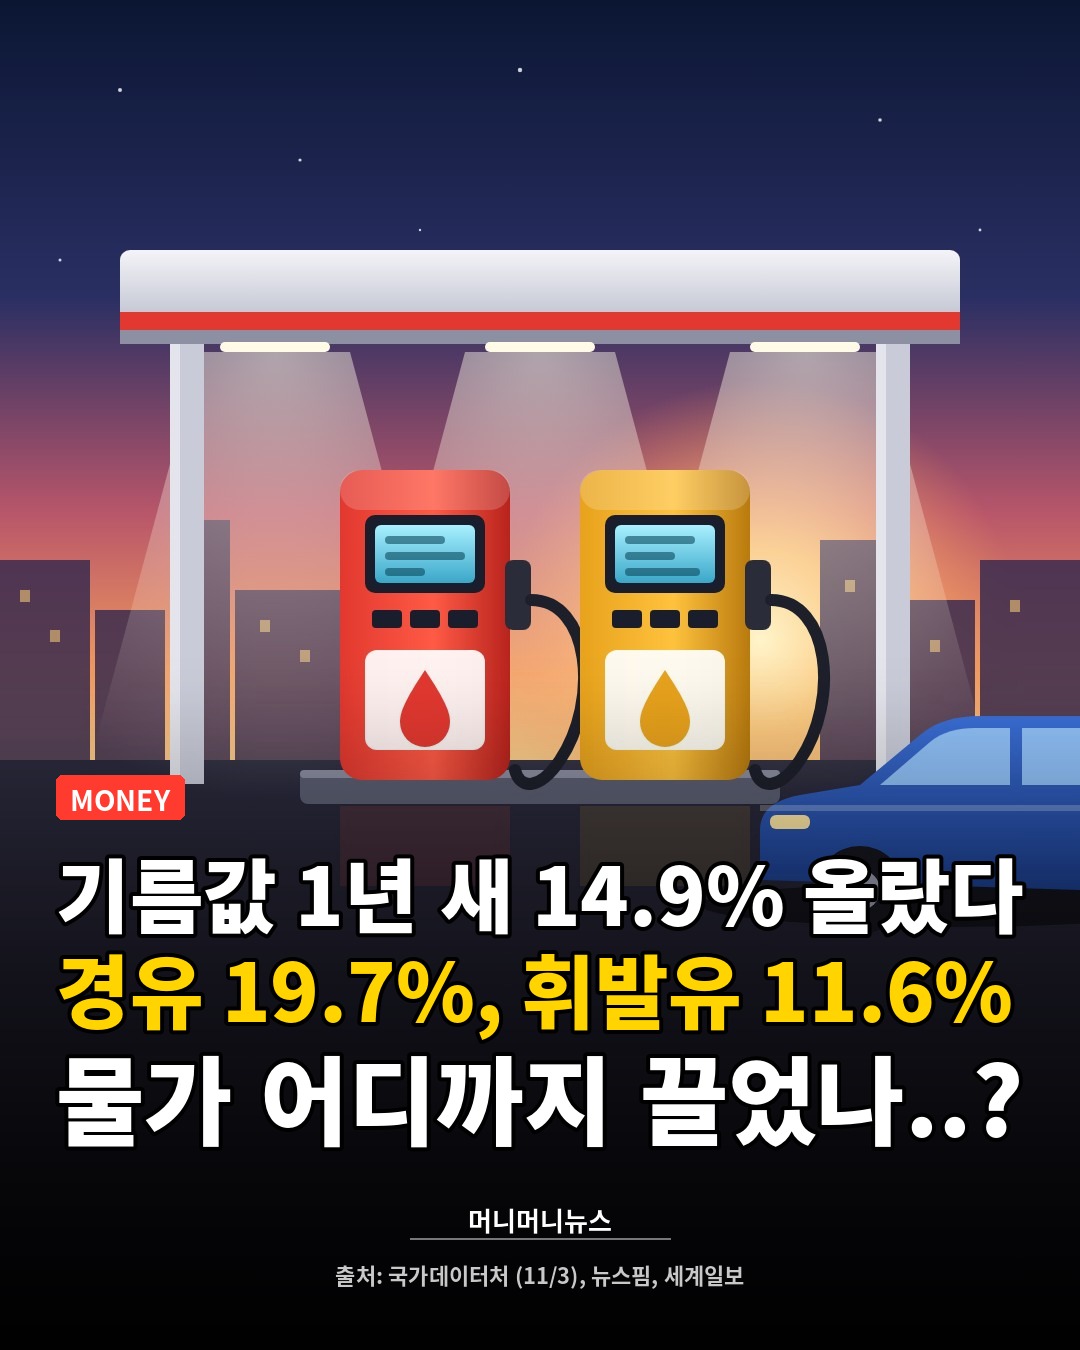 MONEY
기름값 1년 새 14.9% 올랐다
경유 19.7%, 휘발유 11.6%
물가 어디까지 끌었나..?
머니머니뉴스
출처: 국가데이터처 (11/3), 뉴스핌, 세계일보